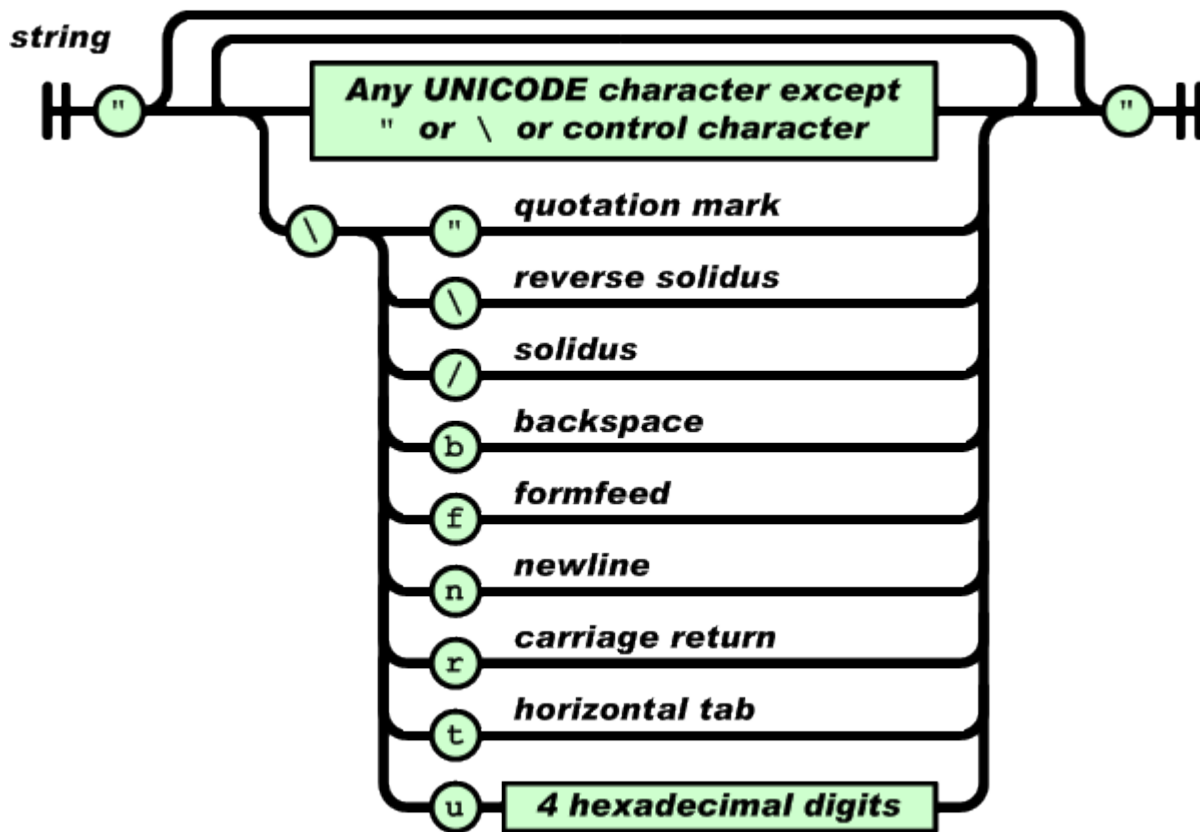 string
" Any UNICODE character except "
" or \ or control character
\ " quotation mark
\ reverse solidus
/ solidus
b backspace
f formfeed
n newline
r carriage return
t horizontal tab
u 4 hexadecimal digits